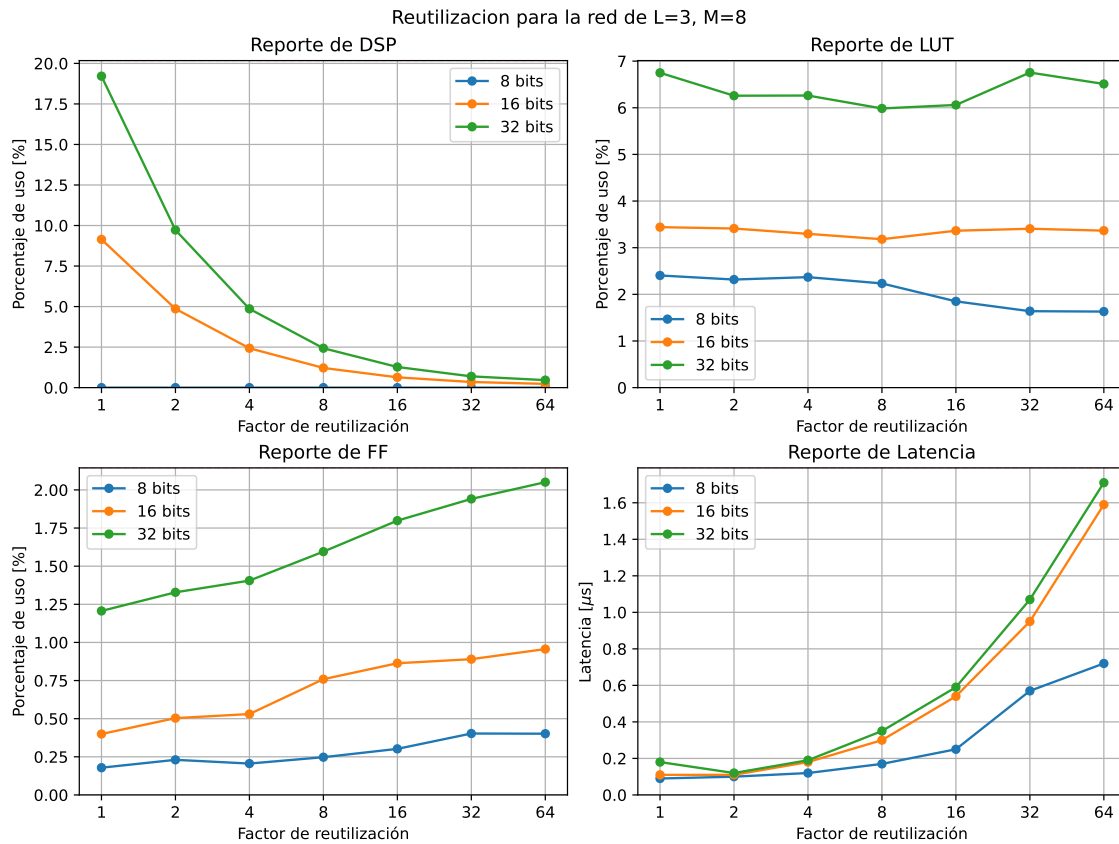 Reutilizacion para la red de L=3, M=8
Reporte de DSP
Porcentaje de uso [%]
20.0
17.5
15.0
12.5
10.0
7.5
5.0
2.5
0.0
8 bits
16 bits
32 bits
1 2 4 8 16 32 64
Factor de reutilización
Reporte de LUT
Porcentaje de uso [%]
7
6
5
4
3
2
1
0
8 bits
16 bits
32 bits
1 2 4 8 16 32 64
Factor de reutilización
Reporte de FF
Porcentaje de uso [%]
2.00
1.75
1.50
1.25
1.00
0.75
0.50
0.25
0.00
8 bits
16 bits
32 bits
1 2 4 8 16 32 64
Factor de reutilización
Reporte de Latencia
Latencia [μs]
1.6
1.4
1.2
1.0
0.8
0.6
0.4
0.2
0.0
8 bits
16 bits
32 bits
1 2 4 8 16 32 64
Factor de reutilización